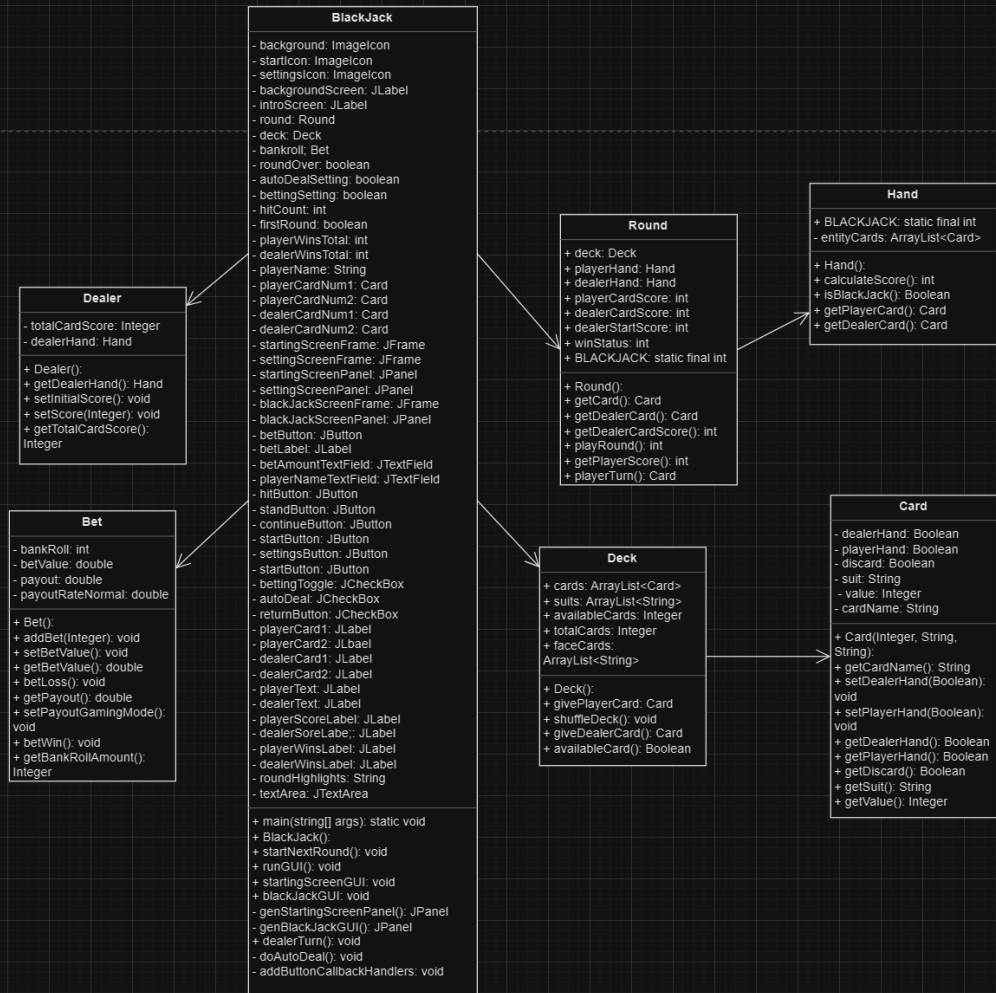 BlackJack
- background: ImageIcon
- startIcon: ImageIcon
- settingsIcon: ImageIcon
- backgroundScreen: JLabel
- introScreen: JLabel
- round: Round
- deck: Deck
- bankroll; Bet
- roundOver: boolean
- autoDealSetting: boolean
- bettingSetting: boolean
- hitCount: int
- firstRound: boolean
- playerWinsTotal: int
- dealerWinsTotal: int
- playerName: String
- playerCardNum1: Card
- playerCardNum2: Card
- dealerCardNum1: Card
- dealerCardNum2: Card
- startingScreenFrame: JFrame
- settingScreenFrame: JFrame
- startingScreenPanel: JPanel
- settingScreenPanel: JPanel
- blackJackScreenFrame: JFrame
- blackJackScreenPanel: JPanel
- betButton: JButton
- betLabel: JLabel
- betAmountTextField: JTextField
- playerNameTextField: JTextField
- hitButton: JButton
- standButton: JButton
- continueButton: JButton
- startButton: JButton
- settingsButton: JButton
- startButton: JButton
- bettingToggle: JCheckBox
- autoDeal: JCheckBox
- returnButton: JCheckBox
- playerCard1: JLabel
- playerCard2: JLbael
- dealerCard1: JLabel
- dealerCard2: JLabel
- playerText: JLabel
- dealerText: JLabel
- playerScoreLabel: JLabel
- dealerSoreLabe;: JLabel
- playerWinsLabel: JLabel
- dealerWinsLabel: JLabel
- roundHighlights: String
- textArea: JTextArea
+ main(string[] args): static void
+ BlackJack():
+ startNextRound(): void
+ runGUI(): void
+ startingScreenGUI: void
+ blackJackGUI: void
- genStartingScreenPanel(): JPanel
- genBlackJackGUI(): JPanel
+ dealerTurn(): void
- doAutoDeal(): void
- addButtonCallbackHandlers: void
Dealer
- totalCardScore: Integer
- dealerHand: Hand
+ Dealer():
+ getDealerHand(): Hand
+ setInitialScore(): void
+ setScore(Integer): void
+ getTotalCardScore():
Integer
Bet
- bankRoll: int
- betValue: double
- payout: double
- payoutRateNormal: double
+ Bet():
+ addBet(Integer): void
+ setBetValue(): void
+ getBetValue(): double
+ betLoss(): void
+ getPayout(): double
+ setPayoutGamingMode():
void
+ betWin(): void
+ getBankRollAmount():
Integer
Round
+ deck: Deck
+ playerHand: Hand
+ dealerHand: Hand
+ playerCardScore: int
+ dealerCardScore: int
+ dealerStartScore: int
+ winStatus: int
+ BLACKJACK: static final int
+ Round():
+ getCard(): Card
+ getDealerCard(): Card
+ getDealerCardScore(): int
+ playRound(): int
+ getPlayerScore(): int
+ playerTurn(): Card
Hand
+ BLACKJACK: static final int
- entityCards: ArrayList<Card>
+ Hand():
+ calculateScore(): int
+ isBlackJack(): Boolean
+ getPlayerCard(): Card
+ getDealerCard(): Card
Deck
+ cards: ArrayList<Card>
+ suits: ArrayList<String>
+ availableCards: Integer
+ totalCards: Integer
+ faceCards:
ArrayList<String>
+ Deck():
+ givePlayerCard: Card
+ shuffleDeck(): void
+ giveDealerCard(): Card
+ availableCard(): Boolean
Card
- dealerHand: Boolean
- playerHand: Boolean
- discard: Boolean
- suit: String
- value: Integer
- cardName: String
+ Card(Integer, String,
String):
+ getCardName(): String
+ setDealerHand(Boolean):
void
+ setPlayerHand(Boolean):
void
+ getDealerHand(): Boolean
+ getPlayerHand(): Boolean
+ getDiscard(): Boolean
+ getSuit(): String
+ getValue(): Integer